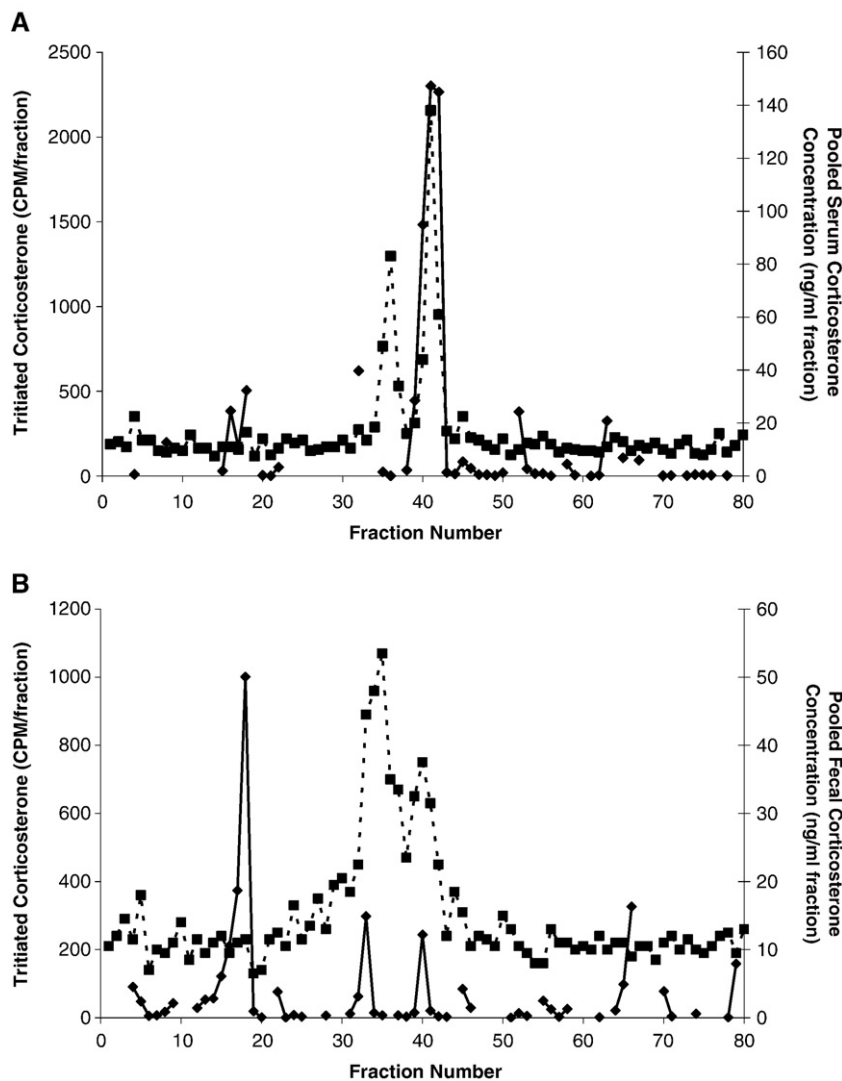 A
2500
2000
1500
1000
500
0
Tritiated Corticosterone (CPM/fraction)
160
140
120
100
80
60
40
20
0
Pooled Serum Corticosterone
Concentration (ng/ml fraction)
0 10 20 30 40 50 60 70 80
Fraction Number
B
1200
1000
800
600
400
200
0
Tritiated Corticosterone (CPM/fraction)
60
50
40
30
20
10
0
Pooled Fecal Corticosterone
Concentration (ng/ml fraction)
0 10 20 30 40 50 60 70 80
Fraction Number